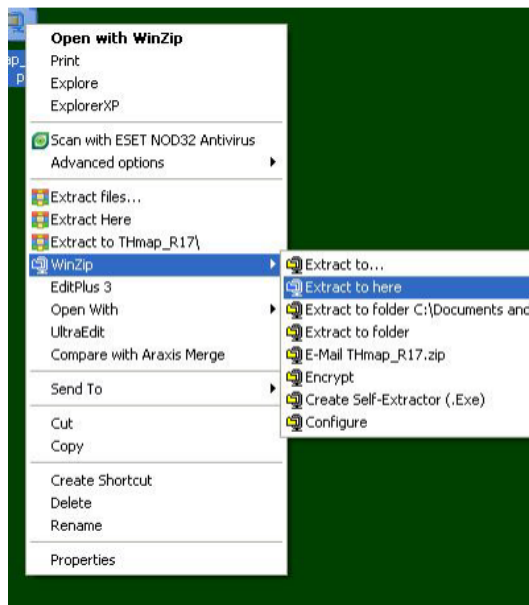 ap_
p
Open with WinZip
Print
Explore
ExplorerXP
Scan with ESET NOD32 Antivirus
Advanced options
Extract files...
Extract Here
Extract to THmap_R17\
WinZip
EditPlus 3
Open With
UltraEdit
Compare with Araxis Merge
Send To
Cut
Copy
Create Shortcut
Delete
Rename
Properties
Extract to...
Extract to here
Extract to folder C:\Documents and
Extract to folder
E-Mail THmap_R17.zip
Encrypt
Create Self-Extractor (.Exe)
Configure